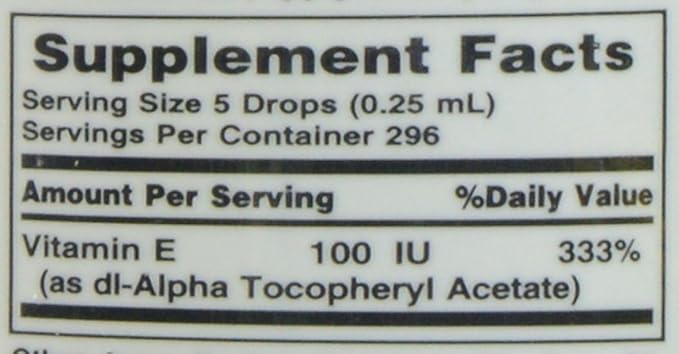 Supplement Facts
Serving Size 5 Drops (0.25 mL)
Servings Per Container 296
Amount Per Serving %Daily Value
Vitamin E 100 IU 333%
(as dl-Alpha Tocopheryl Acetate)